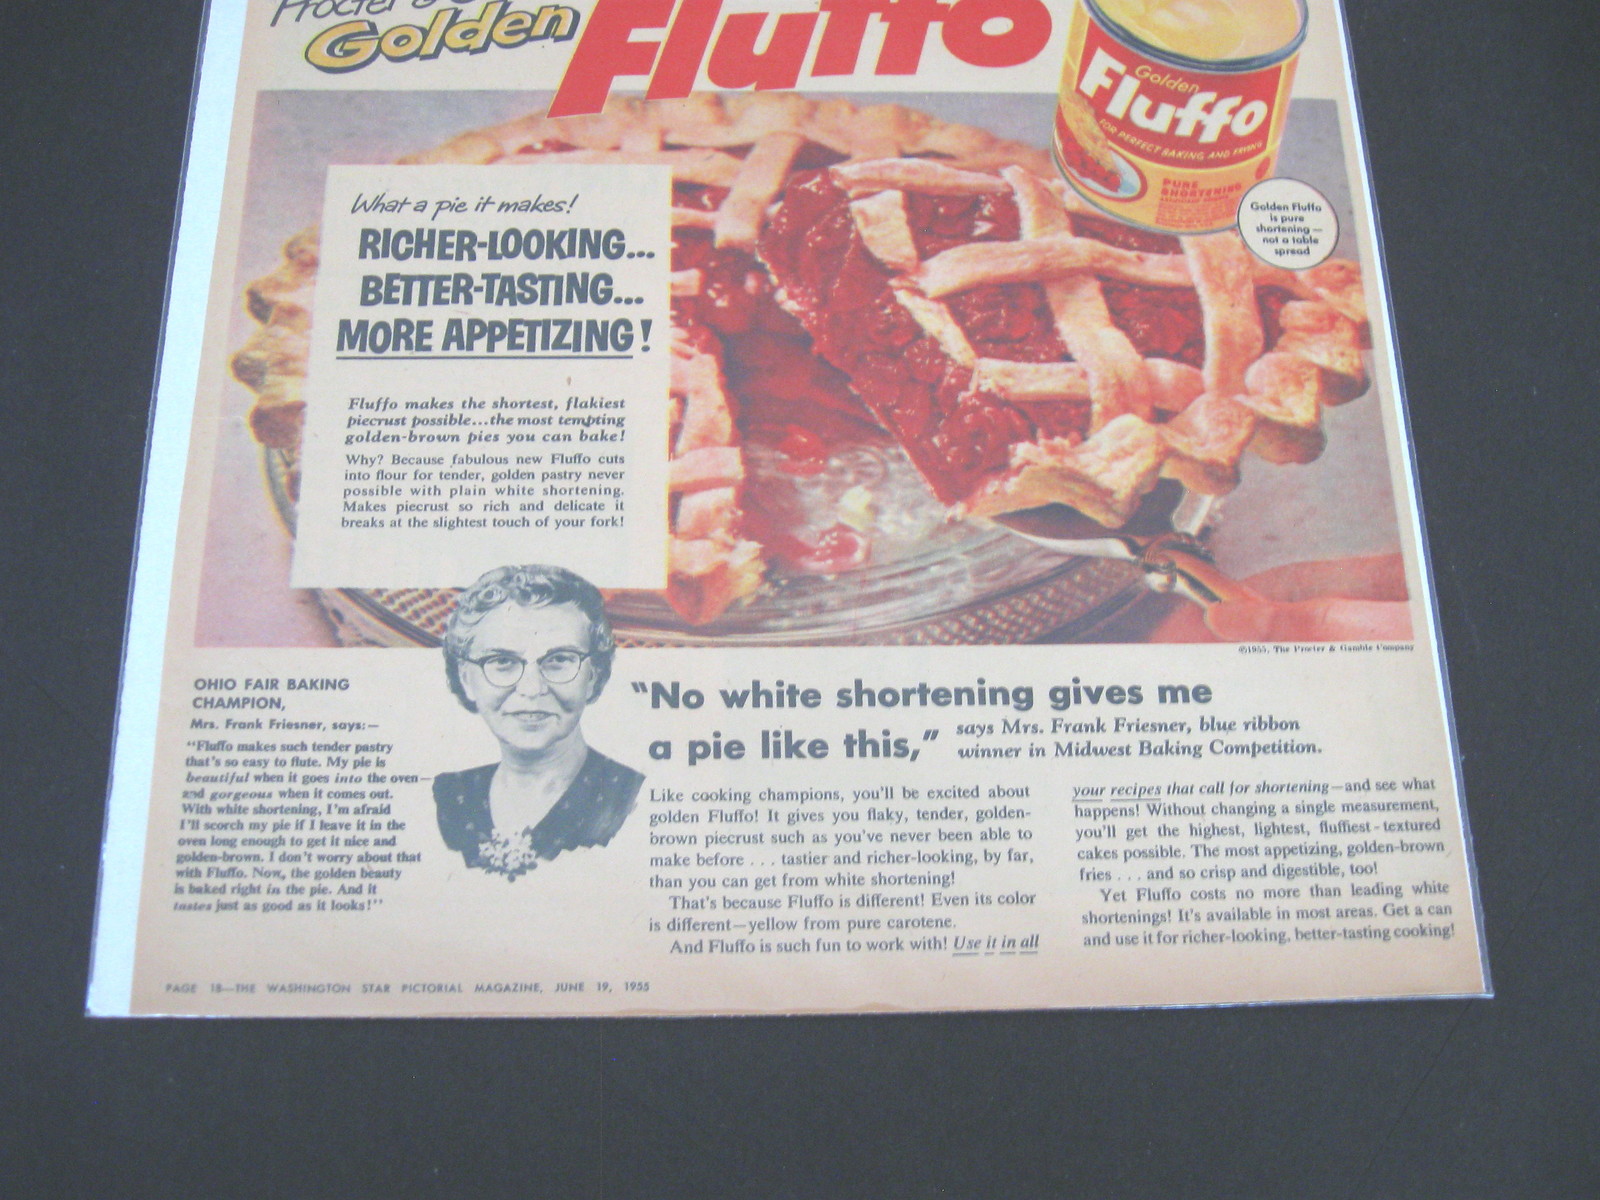 Procter &
Golden
Fluffo
Golden
Fluffo
FOR PERFECT BAKING AND FRYING
PURE
SHORTENING
Golden Fluffo
is pure
shortening—
not a table
spread
What a pie it makes!
RICHER-LOOKING...
BETTER-TASTING...
MORE APPETIZING!
Fluffo makes the shortest, flakiest
piecrust possible...the most tempting
golden-brown pies you can bake!
Why? Because fabulous new Fluffo cuts
into flour for tender, golden pastry never
possible with plain white shortening.
Makes piecrust so rich and delicate it
breaks at the slightest touch of your fork!
©1955, The Procter & Gamble Company
OHIO FAIR BAKING
CHAMPION,
Mrs. Frank Friesner, says:—
"Fluffo makes such tender pastry
that's so easy to flute. My pie is
beautiful when it goes into the oven—
and gorgeous when it comes out.
With white shortening, I'm afraid
I'll scorch my pie if I leave it in the
oven long enough to get it nice and
golden-brown. I don't worry about that
with Fluffo. Now, the golden beauty
is baked right in the pie. And it
tastes just as good as it looks!"
"No white shortening gives me
a pie like this,"
says Mrs. Frank Friesner, blue ribbon
winner in Midwest Baking Competition.
Like cooking champions, you'll be excited about
golden Fluffo! It gives you flaky, tender, golden-
brown piecrust such as you've never been able to
make before . . . tastier and richer-looking, by far,
than you can get from white shortening!
That's because Fluffo is different! Even its color
is different—yellow from pure carotene.
And Fluffo is such fun to work with! Use it in all
your recipes that call for shortening—and see what
happens! Without changing a single measurement,
you'll get the highest, lightest, fluffiest-textured
cakes possible. The most appetizing, golden-brown
fries . . . and so crisp and digestible, too!
Yet Fluffo costs no more than leading white
shortenings! It's available in most areas. Get a can
and use it for richer-looking, better-tasting cooking!
PAGE 18—THE WASHINGTON STAR PICTORIAL MAGAZINE, JUNE 19, 1955